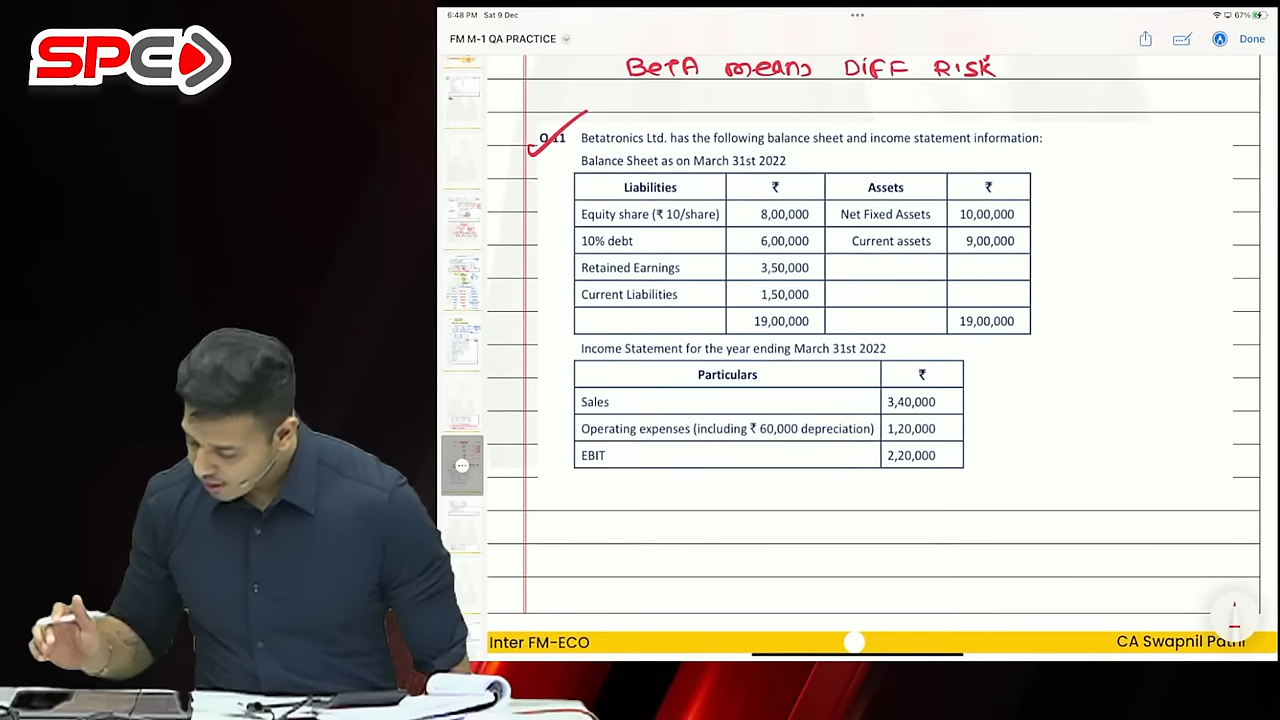 SPC
6:48 PM Sat 9 Dec
67%
FM M-1 QA PRACTICE
Done
BETA means DIFF RISK
Q.11 Betatronics Ltd. has the following balance sheet and income statement information:
Balance Sheet as on March 31st 2022
Liabilities ₹ Assets ₹
Equity share (₹ 10/share) 8,00,000 Net Fixed Assets 10,00,000
10% debt 6,00,000 Current assets 9,00,000
Retained Earnings 3,50,000
Current Liabilities 1,50,000
19,00,000 19,00,000
Income Statement for the year ending March 31st 2022
Particulars ₹
Sales 3,40,000
Operating expenses (including ₹ 60,000 depreciation) 1,20,000
EBIT 2,20,000
Inter FM-ECO CA Swapnil Patni